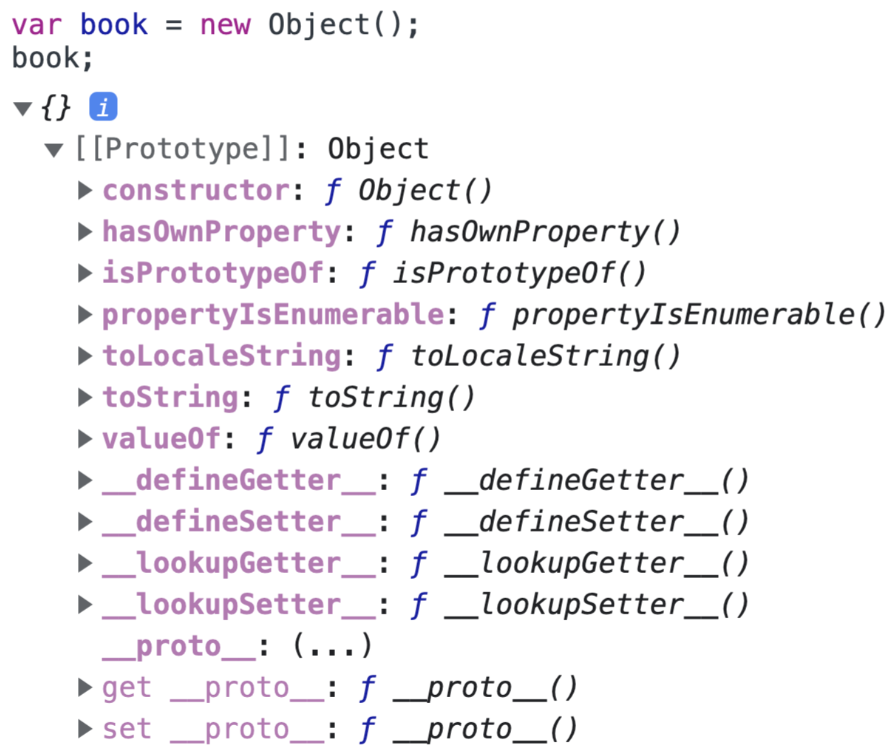 var book = new Object();
book;
▼ {} i
▼ [[Prototype]]: Object
▶ constructor: ƒ Object()
▶ hasOwnProperty: ƒ hasOwnProperty()
▶ isPrototypeOf: ƒ isPrototypeOf()
▶ propertyIsEnumerable: ƒ propertyIsEnumerable()
▶ toLocaleString: ƒ toLocaleString()
▶ toString: ƒ toString()
▶ valueOf: ƒ valueOf()
▶ __defineGetter__: ƒ __defineGetter__()
▶ __defineSetter__: ƒ __defineSetter__()
▶ __lookupGetter__: ƒ __lookupGetter__()
▶ __lookupSetter__: ƒ __lookupSetter__()
__proto__: (...)
▶ get __proto__: ƒ __proto__()
▶ set __proto__: ƒ __proto__()